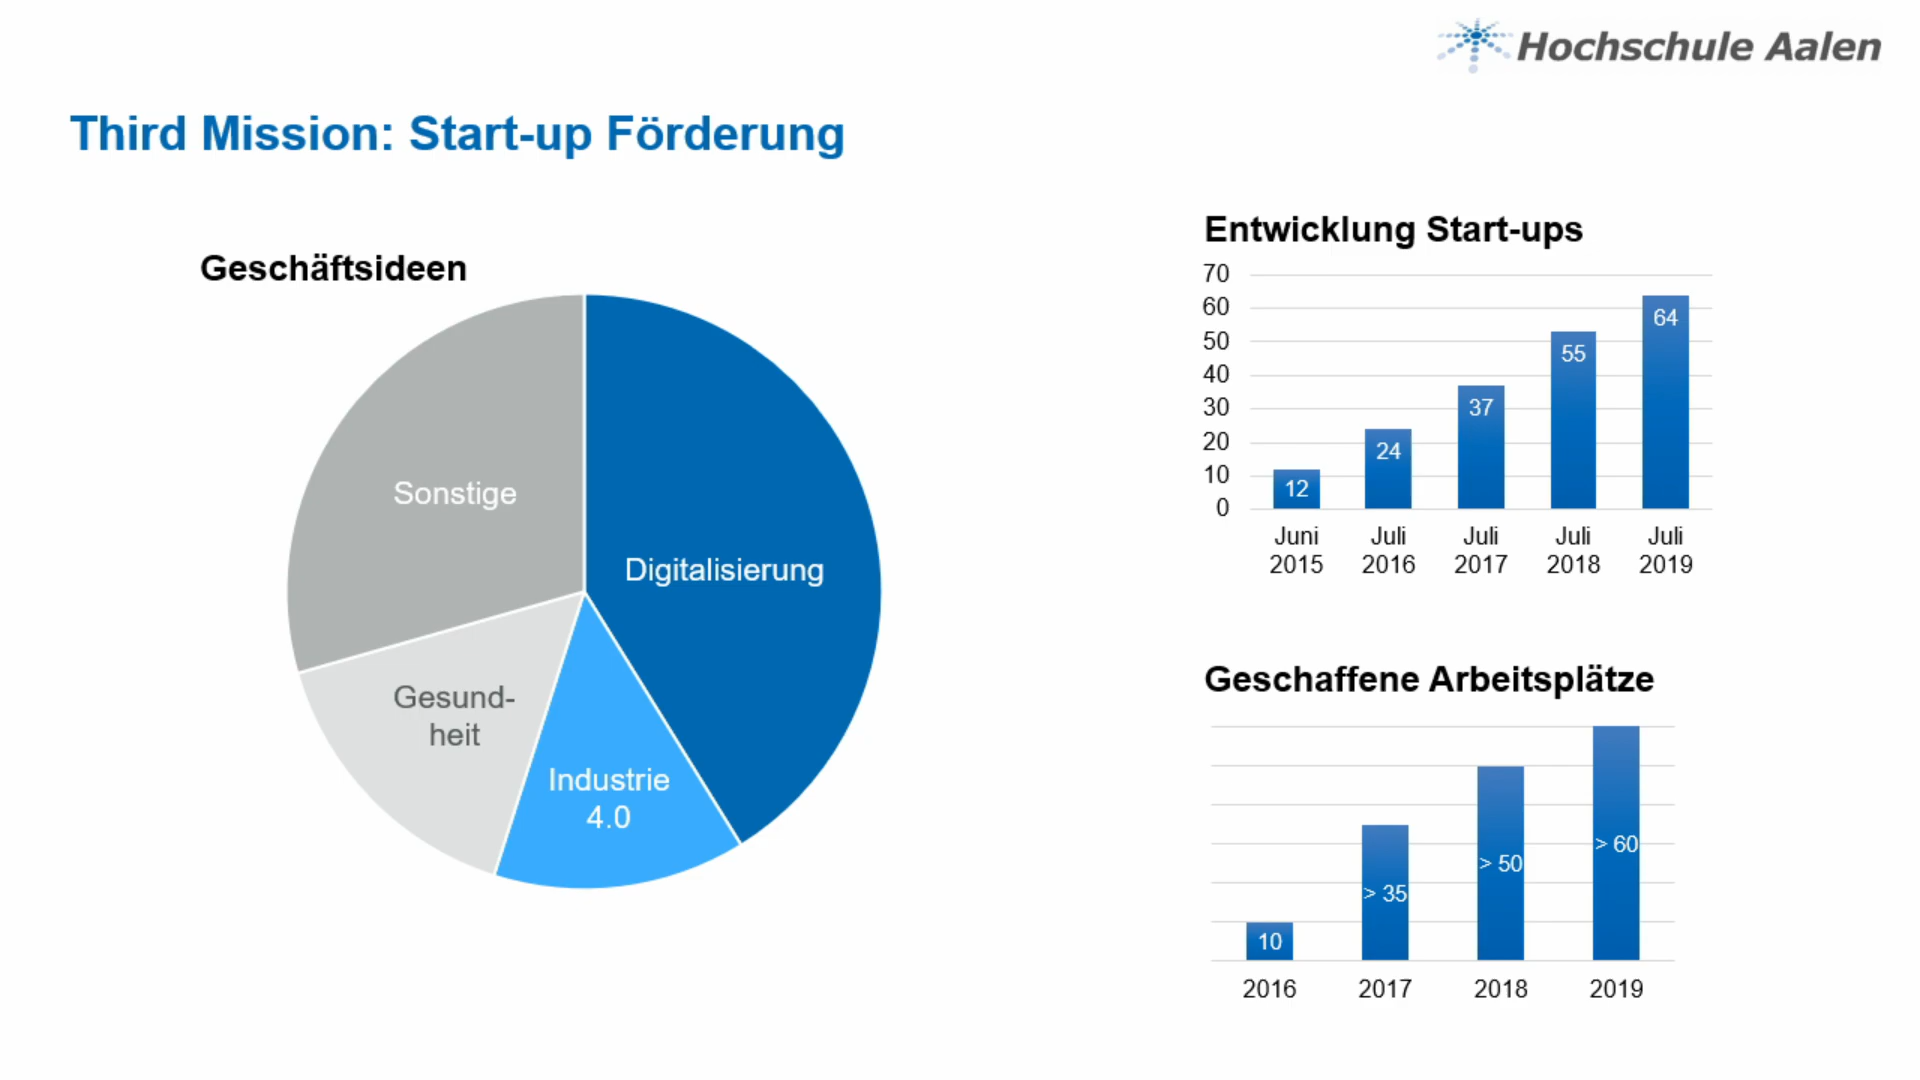 Hochschule Aalen
Third Mission: Start-up Förderung
Geschäftsideen
Sonstige
Digitalisierung
Gesund-
heit
Industrie
4.0
Entwicklung Start-ups
70
60
50
40
30
20
10
0
12
24
37
55
64
Juni Juli Juli Juli Juli
2015 2016 2017 2018 2019
Geschaffene Arbeitsplätze
10
> 35
> 50
> 60
2016 2017 2018 2019